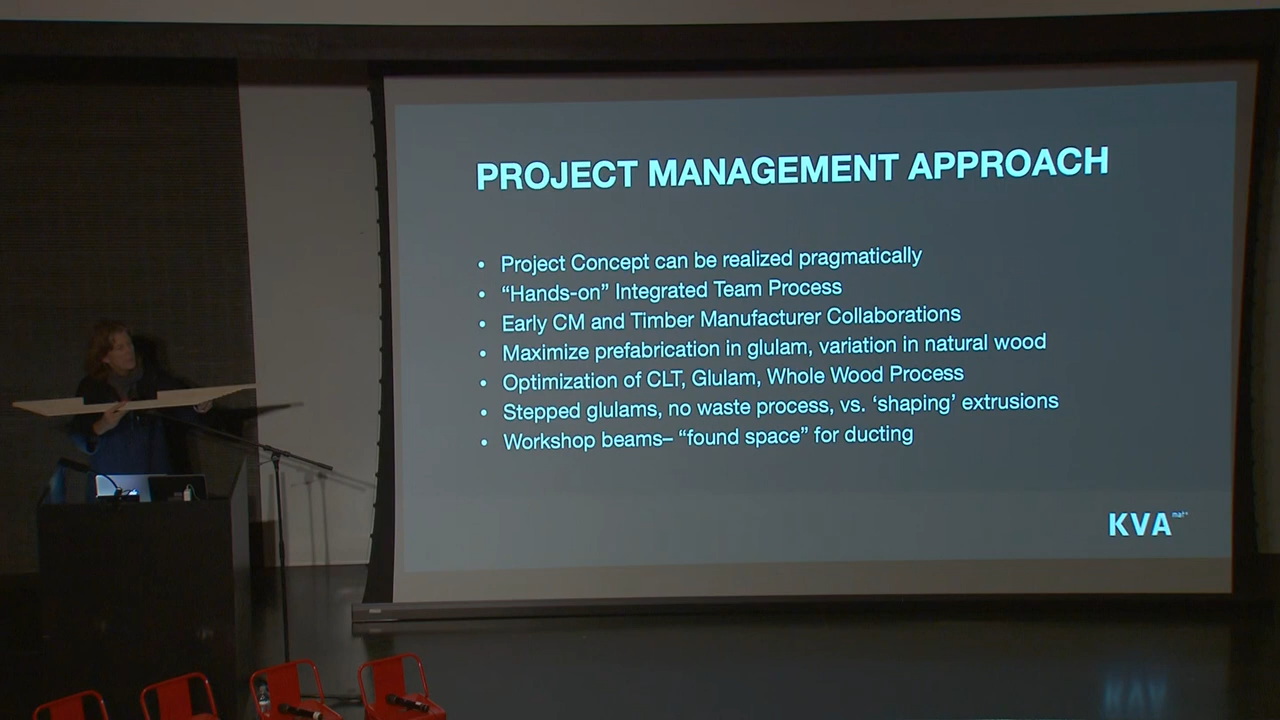 PROJECT MANAGEMENT APPROACH
• Project Concept can be realized pragmatically
• “Hands-on” Integrated Team Process
• Early CM and Timber Manufacturer Collaborations
• Maximize prefabrication in glulam, variation in natural wood
• Optimization of CLT, Glulam, Whole Wood Process
• Stepped glulams, no waste process, vs. ‘shaping’ extrusions
• Workshop beams– “found space” for ducting
KVA